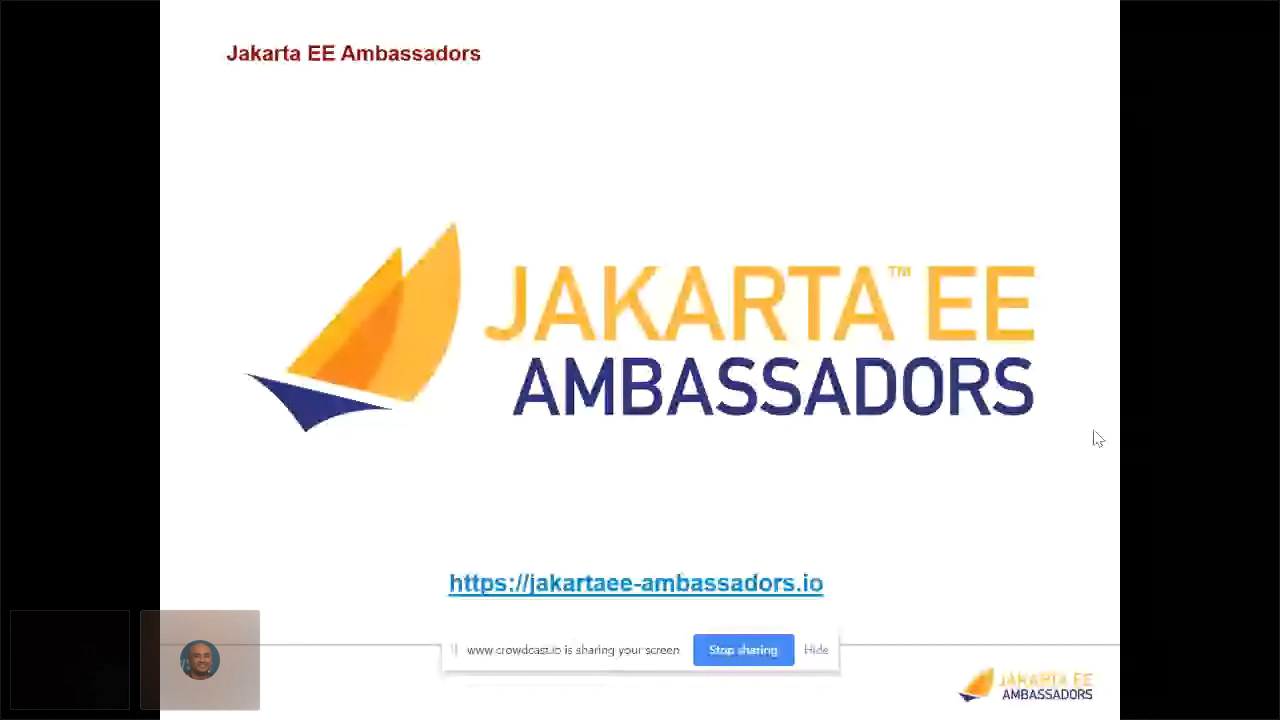 Jakarta EE Ambassadors
JAKARTA™ EE
AMBASSADORS
https://jakartaee-ambassadors.io
www.crowdcast.io is sharing your screen
Stop sharing
Hide
JAKARTA EE
AMBASSADORS